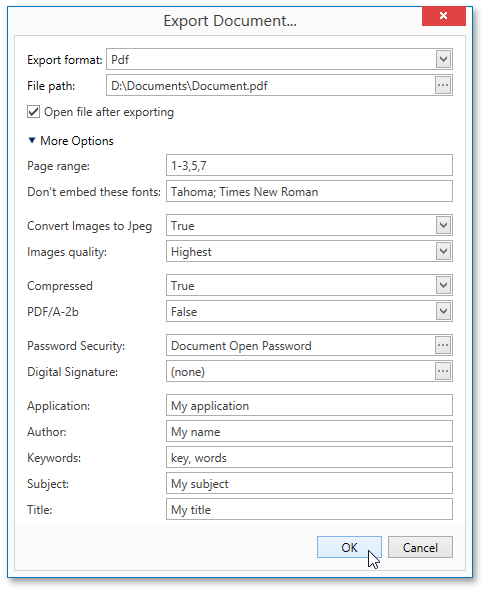 Export Document...
Export format: Pdf
File path: D:\Documents\Document.pdf
Open file after exporting
More Options
Page range: 1-3,5,7
Don't embed these fonts: Tahoma; Times New Roman
Convert Images to Jpeg True
Images quality: Highest
Compressed True
PDF/A-2b False
Password Security: Document Open Password
Digital Signature: (none)
Application: My application
Author: My name
Keywords: key, words
Subject: My subject
Title: My title
OK Cancel